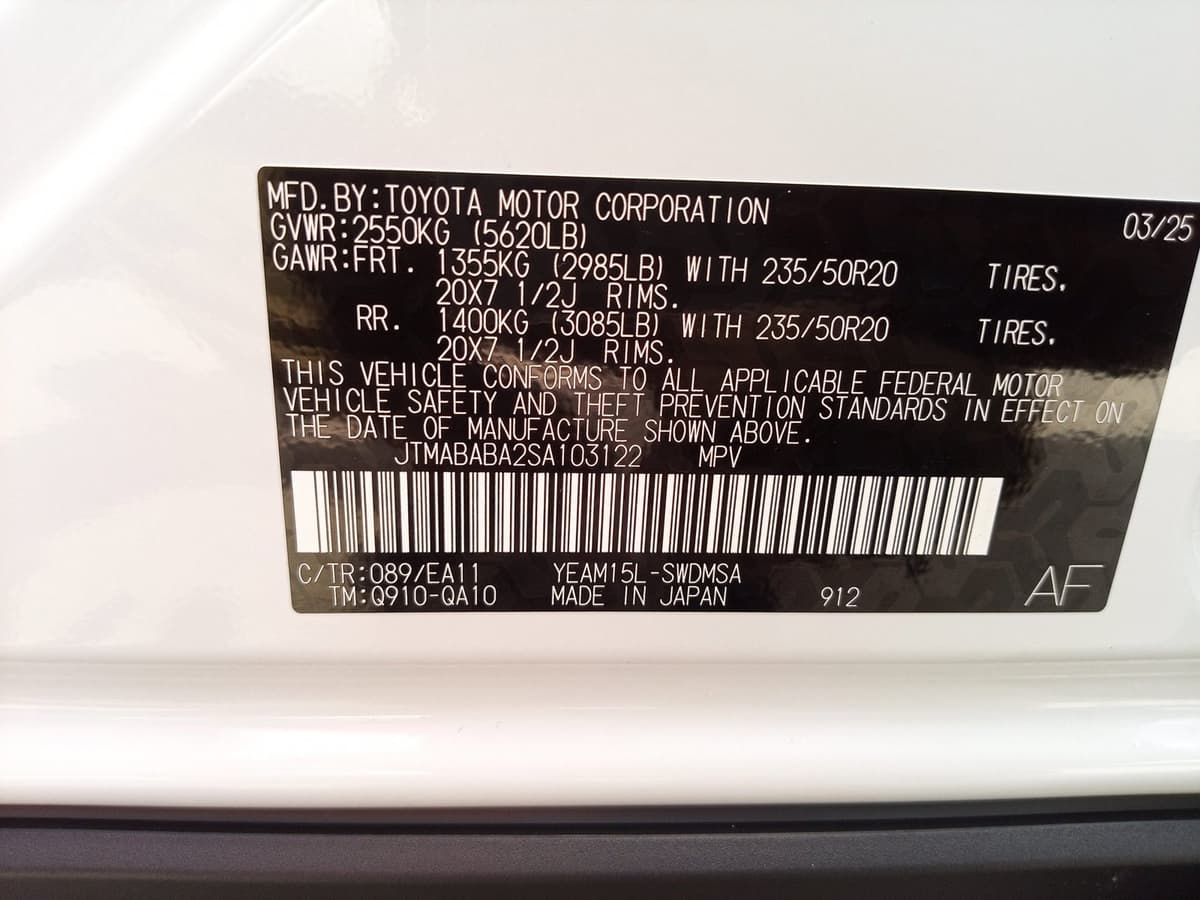 MFD. BY: TOYOTA MOTOR CORPORATION 03/25
GVWR: 2550KG (5620LB)
GAWR: FRT. 1355KG (2985LB) WITH 235/50R20 TIRES.
20X7 1/2J RIMS.
RR. 1400KG (3085LB) WITH 235/50R20 TIRES.
20X7 1/2J RIMS.
THIS VEHICLE CONFORMS TO ALL APPLICABLE FEDERAL MOTOR
VEHICLE SAFETY AND THEFT PREVENTION STANDARDS IN EFFECT ON
THE DATE OF MANUFACTURE SHOWN ABOVE.
JTMABABA2SA103122 MPV
C/TR: 089/EA11 YEAM15L-SWDMSA
TM: Q910-QA10 MADE IN JAPAN 912 AF